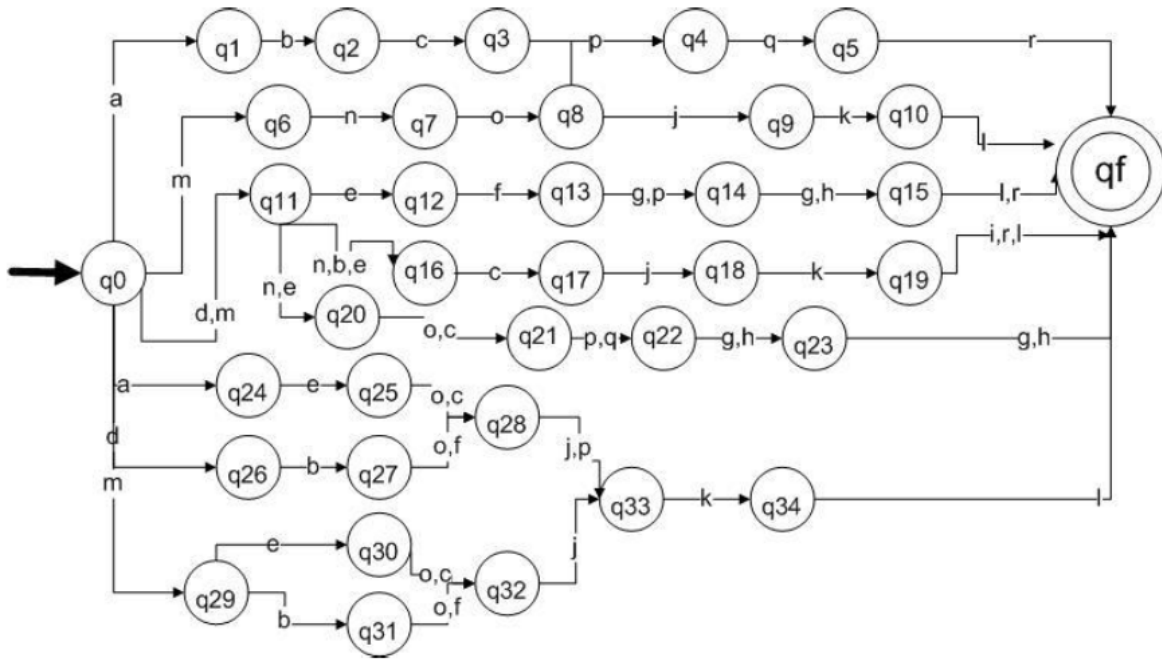 q1 b q2 c q3 p q4 q q5 r
a
q6 n q7 o q8 j q9 k q10 l
m
qf
q11 e q12 f q13 g,p q14 g,h q15 l,r
i,r,l
q0 n,b,e q16 c q17 j q18 k q19
n,e
d,m q20 o,c q21 p,q q22 g,h q23 g,h
a q24 e q25 o,c
q28
d o,f j,p
q26 b q27
m q33 k q34 l
e q30 j
o,c q32
q29 o,f
b q31